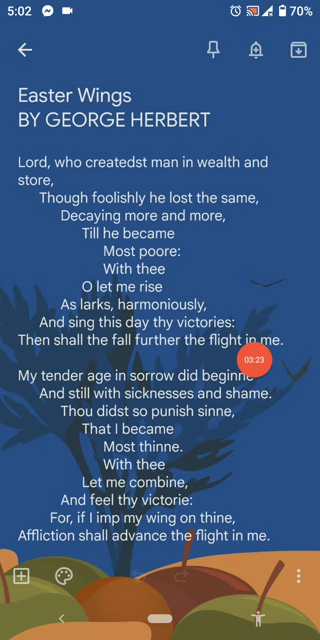 5:02
70%
Easter Wings
BY GEORGE HERBERT
Lord, who createdst man in wealth and
store,
Though foolishly he lost the same,
Decaying more and more,
Till he became
Most poore:
With thee
O let me rise
As larks, harmoniously,
And sing this day thy victories:
Then shall the fall further the flight in me.
03:23
My tender age in sorrow did beginne
And still with sicknesses and shame.
Thou didst so punish sinne,
That I became
Most thinne.
With thee
Let me combine,
And feel thy victorie:
For, if I imp my wing on thine,
Affliction shall advance the flight in me.